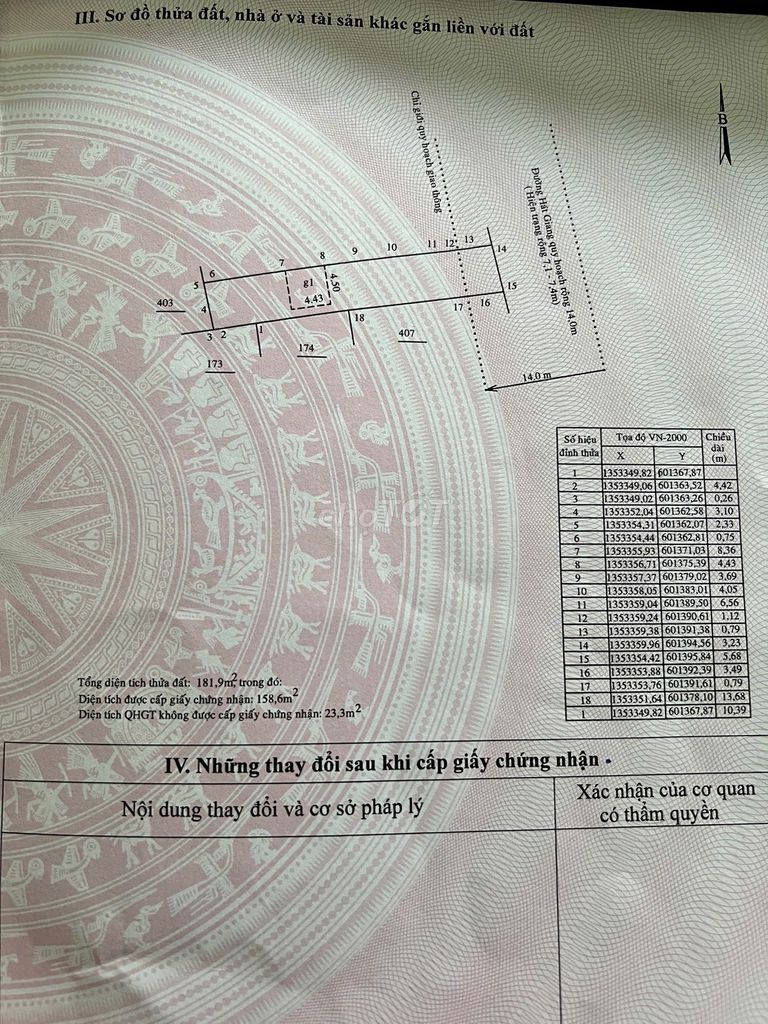 III. Sơ đồ thửa đất, nhà ở và tài sản khác gắn liền với đất
B
Chỉ giới quy hoạch giao thông
Đường Hát Giang quy hoạch rộng 14,0m
( Hiện trạng rộng 7,1 - 7,4m)
5 6 7 8 9 10 11 12 13 14
403
g1
4.50
4.43
4
15
3 2 1 18 17 16
173
174
407
14,0 m
Số hiệu đỉnh thửa Tọa độ VN-2000 Chiều dài (m)
X Y
1 1353349,82 601367,87
2 1353349,06 601363,52 4,42
3 1353349,02 601363,26 0,26
4 1353352,04 601362,58 3,10
5 1353354,31 601362,07 2,33
6 1353354,44 601362,81 0,75
7 1353355,93 601371,03 8,36
8 1353356,71 601375,39 4,43
9 1353357,37 601379,02 3,69
10 1353358,05 601383,01 4,05
11 1353359,04 601389,50 6,56
12 1353359,24 601390,61 1,12
13 1353359,38 601391,38 0,79
14 1353359,96 601394,56 3,23
15 1353354,42 601395,84 5,68
16 1353353,88 601392,39 3,49
17 1353353,76 601391,61 0,79
18 1353351,64 601378,10 13,68
1 1353349,82 601367,87 10,39
chợTỐT
Tổng diện tích thửa đất: 181,9m2 trong đó:
Diện tích được cấp giấy chứng nhận: 158,6m2
Diện tích QHGT không được cấp giấy chứng nhận: 23,3m2
IV. Những thay đổi sau khi cấp giấy chứng nhận
Nội dung thay đổi và cơ sở pháp lý
Xác nhận của cơ quan
có thẩm quyền